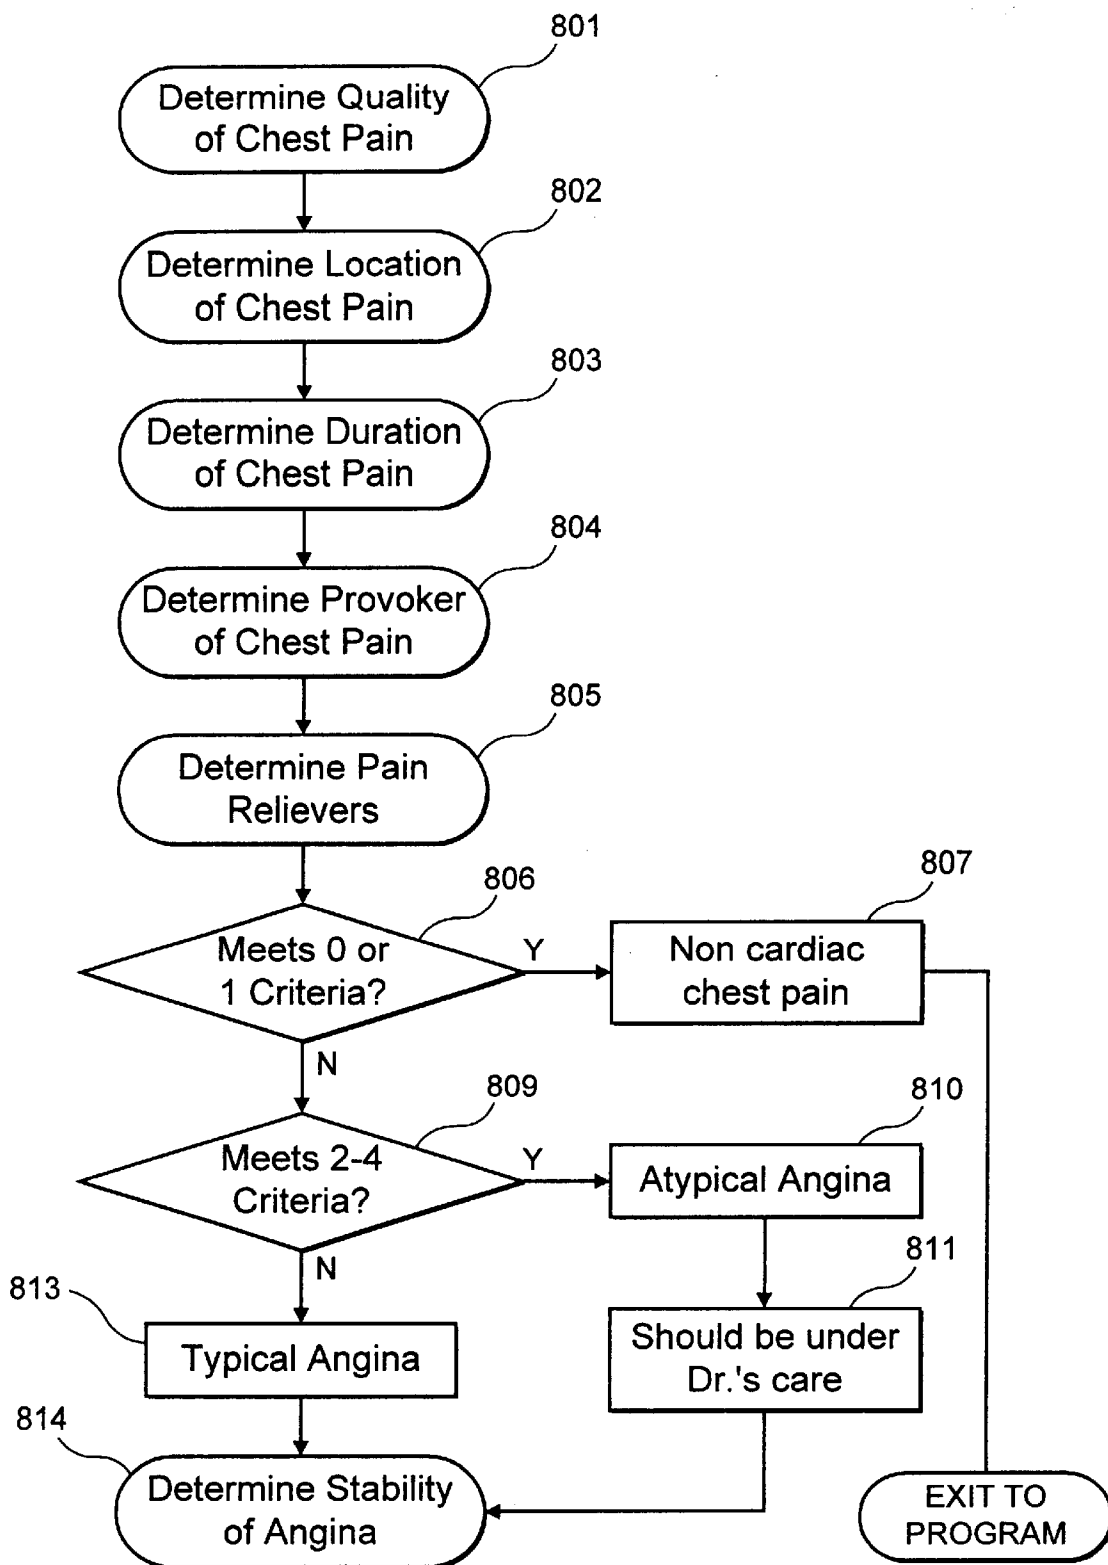 801
Determine Quality
of Chest Pain
802
Determine Location
of Chest Pain
803
Determine Duration
of Chest Pain
804
Determine Provoker
of Chest Pain
805
Determine Pain
Relievers
806
Meets 0 or
1 Criteria?
Y
807
Non cardiac
chest pain
N
809
Meets 2-4
Criteria?
Y
810
Atypical Angina
N
811
Should be under
Dr.'s care
813
Typical Angina
814
Determine Stability
of Angina
EXIT TO
PROGRAM